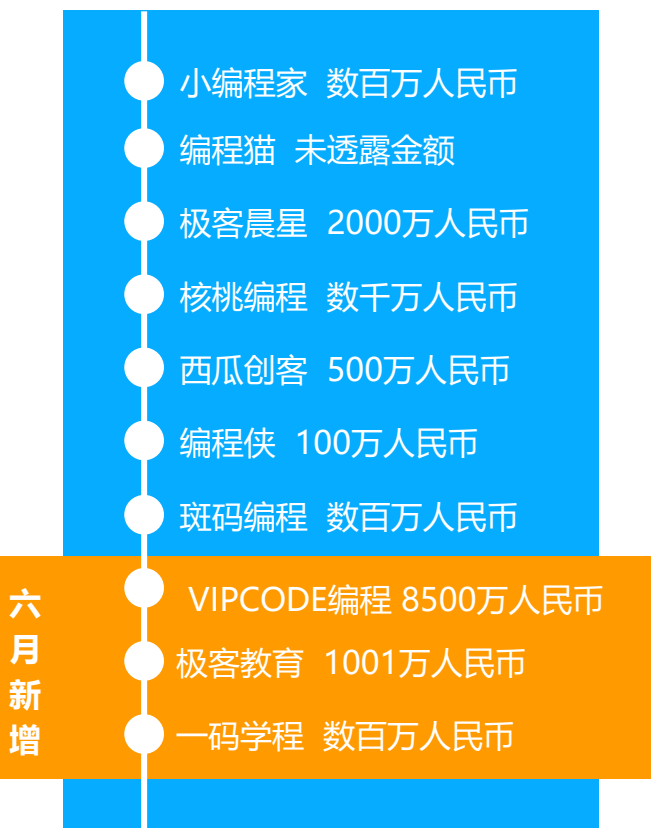 小编程家 数百万人民币
编程猫 未透露金额
极客晨星 2000万人民币
核桃编程 数千万人民币
西瓜创客 500万人民币
编程侠 100万人民币
斑码编程 数百万人民币
六月新增
VIPCODE编程 8500万人民币
极客教育 1001万人民币
一码学程 数百万人民币